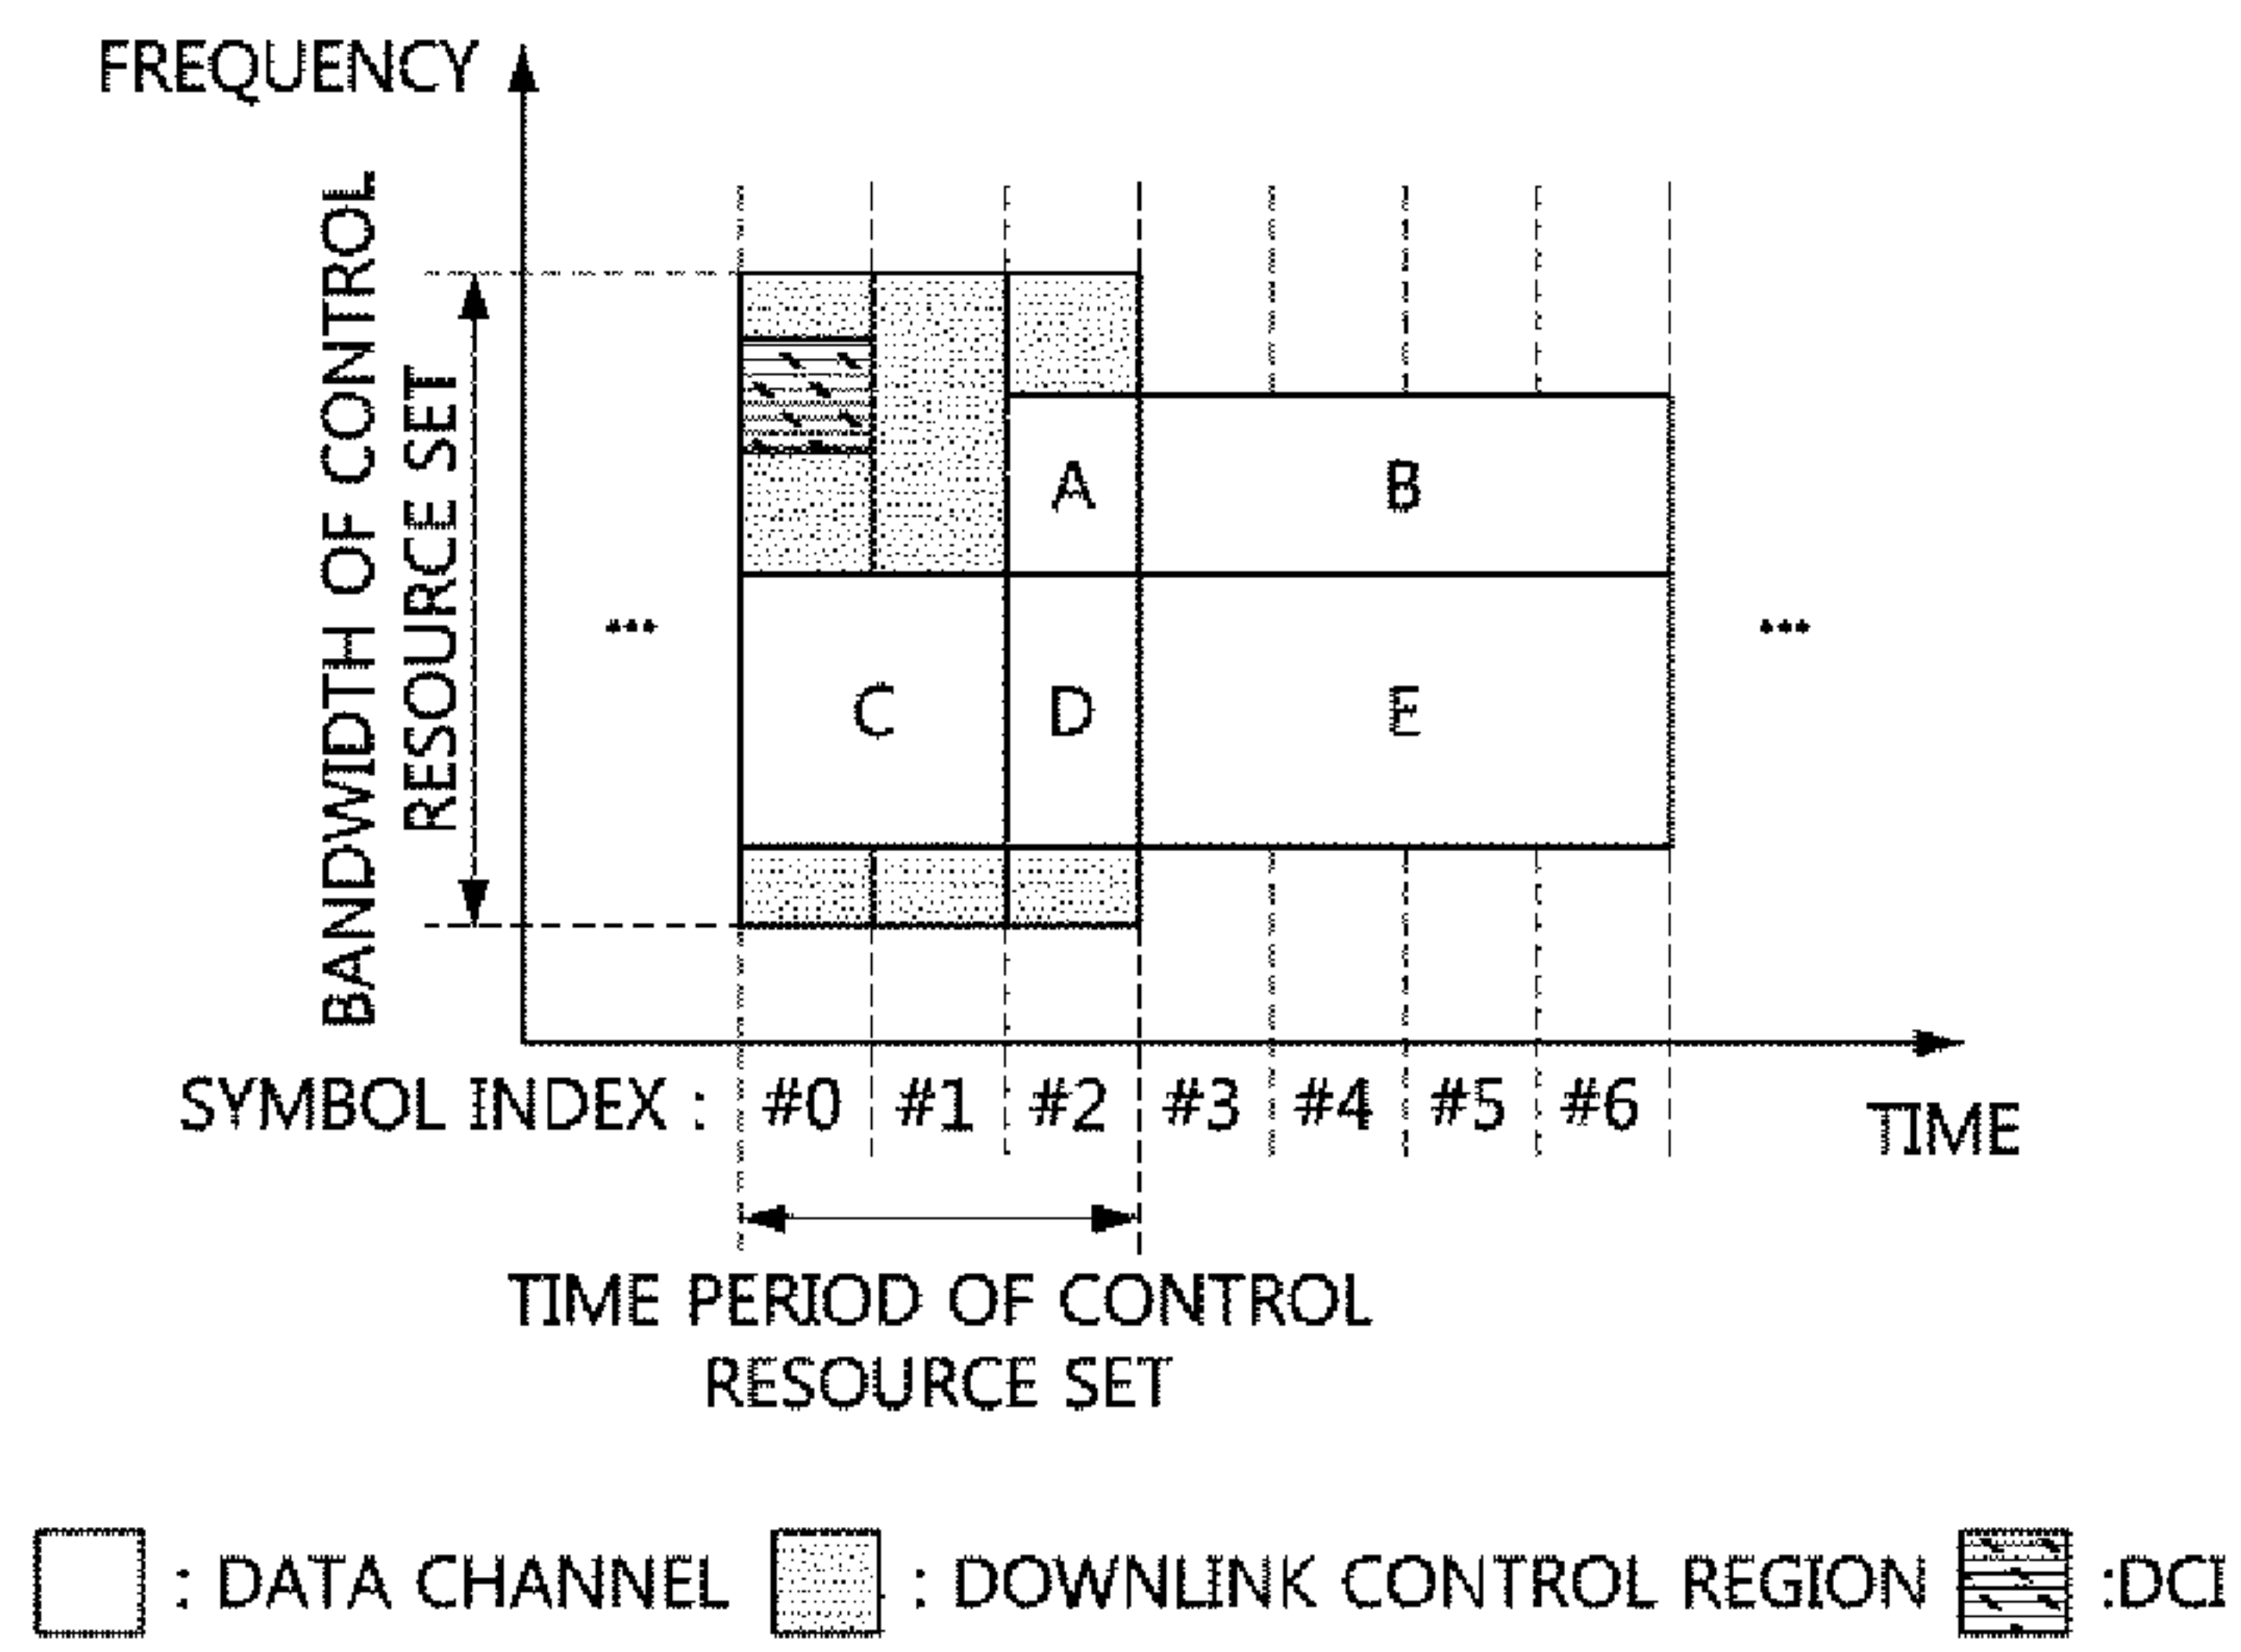 FREQUENCY
BANDWIDTH OF CONTROL
RESOURCE SET
A
B
...
...
C
D
E
SYMBOL INDEX : #0 #1 #2 #3 #4 #5 #6
TIME
TIME PERIOD OF CONTROL
RESOURCE SET
: DATA CHANNEL : DOWNLINK CONTROL REGION :DCI